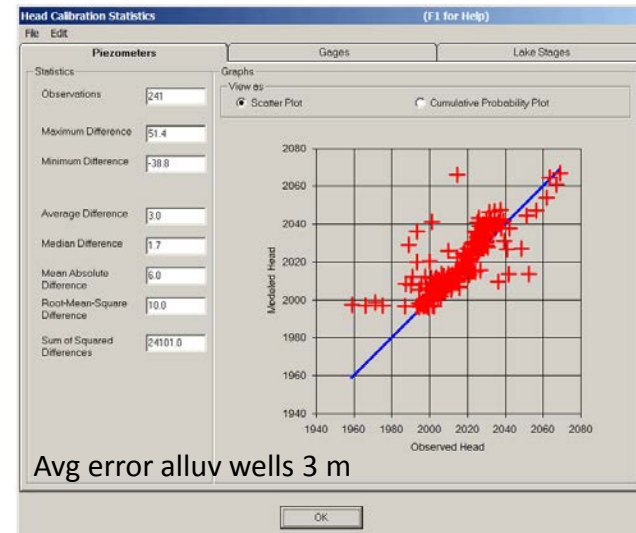 Head Calibration Statistics (F1 for Help)
File Edit
Piezometers Gages Lake Stages
Statistics
Observations 241
Maximum Difference 51.4
Minimum Difference -38.8
Average Difference 3.0
Median Difference 1.7
Mean Absolute
Difference 6.0
Root-Mean-Square
Difference 10.0
Sum of Squared
Differences 24101.0
Graphs
View as
Scatter Plot Cumulative Probability Plot
2080
2060
2040
2020
2000
1980
1960
1940
Modeled Head
1940 1960 1980 2000 2020 2040 2060 2080
Observed Head
Avg error alluv wells 3 m
OK